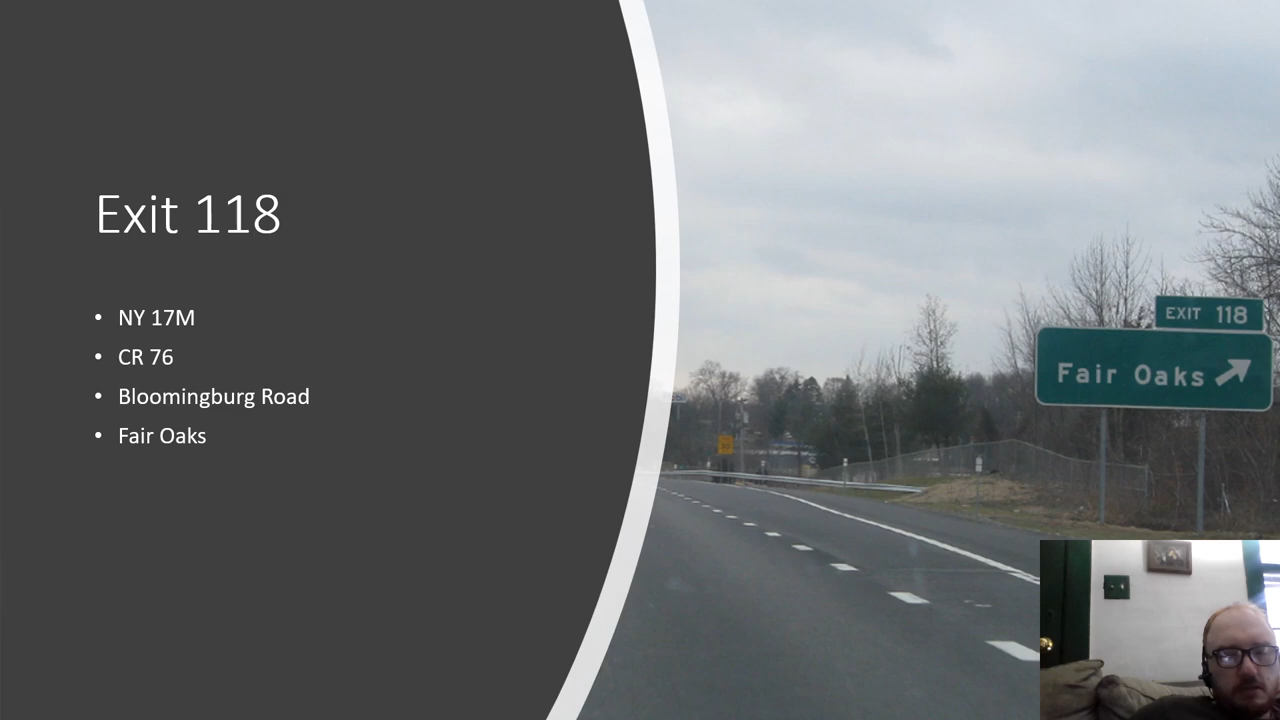 Exit 118
• NY 17M
• CR 76
• Bloomingburg Road
• Fair Oaks
EXIT 118
Fair Oaks